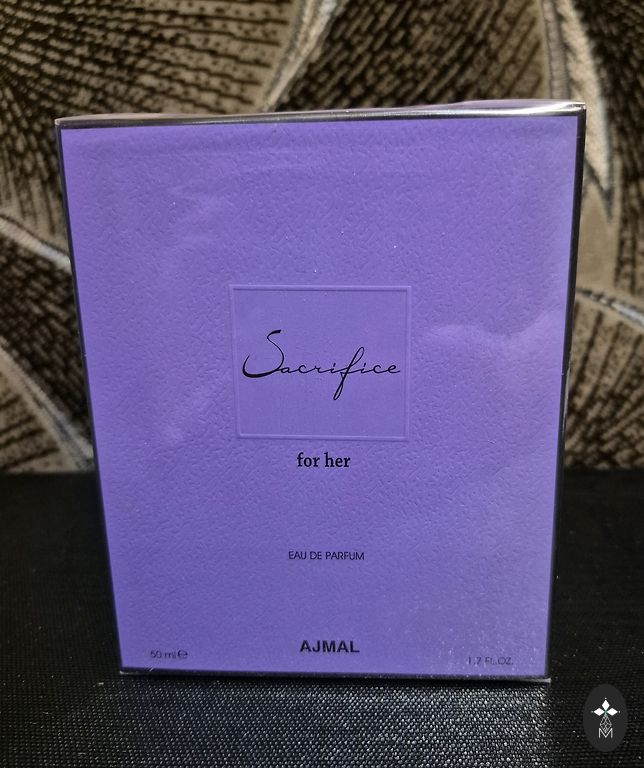 Sacrifice
for her
EAU DE PARFUM
AJMAL
50 ml ℮
1.7 FL.OZ.
M